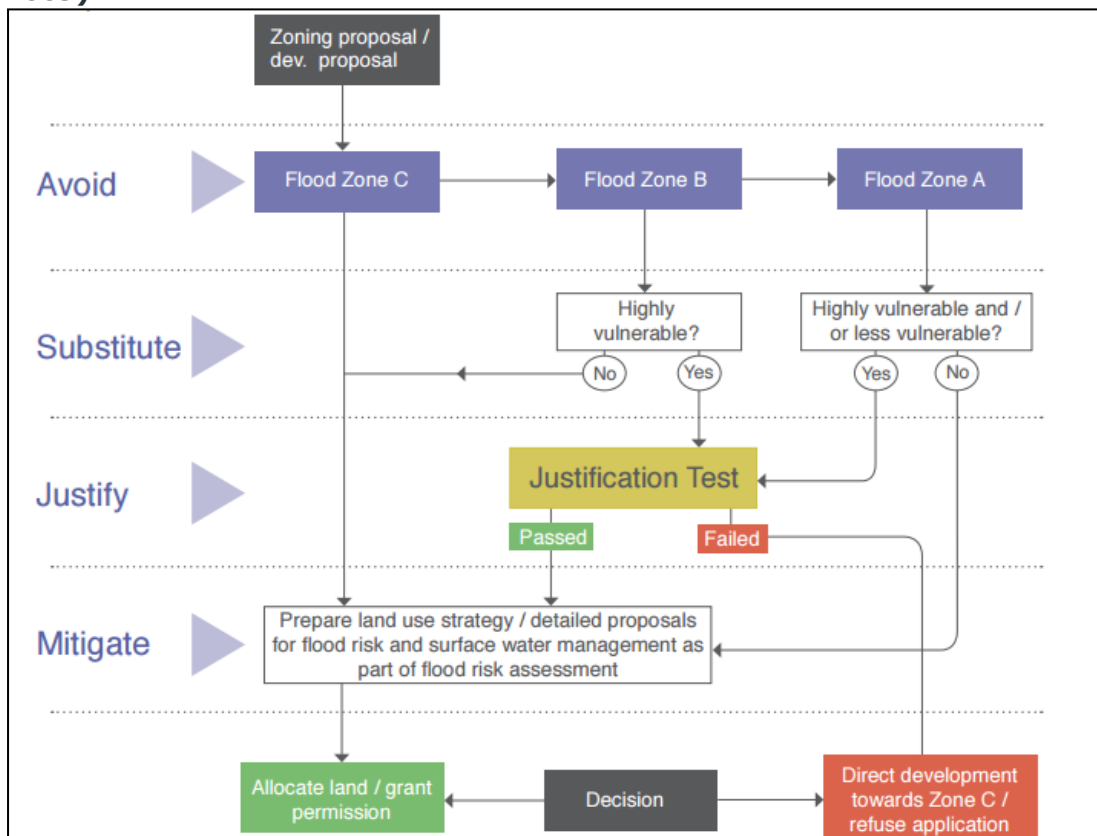 Zoning proposal /
dev. proposal
Avoid
Flood Zone C
Flood Zone B
Flood Zone A
Substitute
Highly
vulnerable?
Highly vulnerable and /
or less vulnerable?
No
Yes
Yes
No
Justify
Justification Test
Passed
Failed
Mitigate
Prepare land use strategy / detailed proposals
for flood risk and surface water management as
part of flood risk assessment
Allocate land / grant
permission
Decision
Direct development
towards Zone C /
refuse application